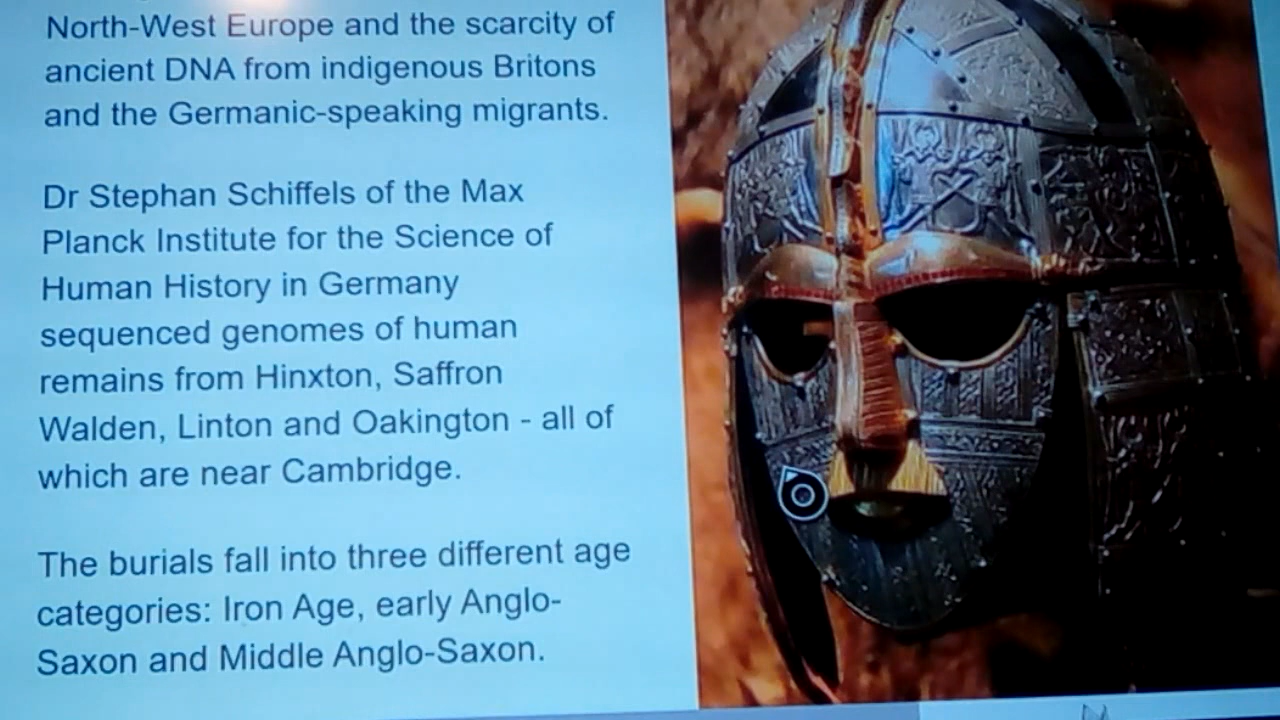 North-West Europe and the scarcity of
ancient DNA from indigenous Britons
and the Germanic-speaking migrants.
Dr Stephan Schiffels of the Max
Planck Institute for the Science of
Human History in Germany
sequenced genomes of human
remains from Hinxton, Saffron
Walden, Linton and Oakington - all of
which are near Cambridge.
The burials fall into three different age
categories: Iron Age, early Anglo-
Saxon and Middle Anglo-Saxon.